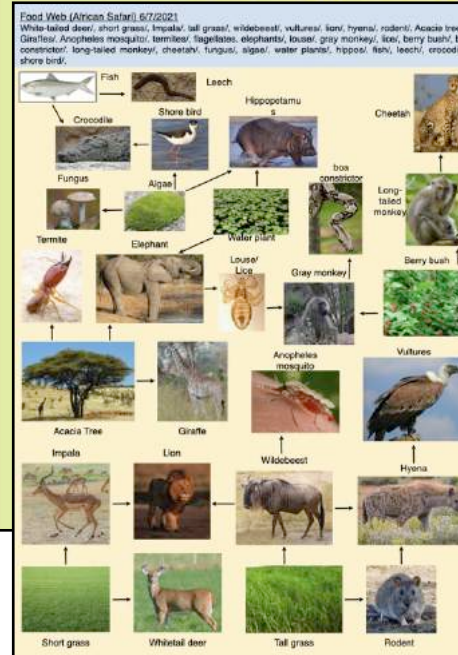 Food Web (African Safari) 6/7/2021
White-tailed deer/, short grass/, Impala/, tall grass/, wildebeest/, vultures/, lion/, hyena/, rodent/. Acacia tree
Giraffes/. Anopheles mosquito/, termites/, flagellates, elephants/, louse/, gray monkey/, lice/, berry bush/, b
constrictor/. long-tailed monkey/, cheetah/, fungus/, algae/, water plants/, hippos/, fish/, leech/, crocodi
shore bird/.
Fish
Leech
Crocodile
Shore bird
Hippopotamu
s
Cheetah
Fungus
Algae
boa
constrictor
Long-
tailed
monkey
Termite
Elephant
Water plant
Louse/
Lice
Gray monkey
Berry bush
Acacia Tree
Giraffe
Anopheles
mosquito
Vultures
Impala
Lion
Wildebeest
Hyena
Short grass
Whitetail deer
Tall grass
Rodent